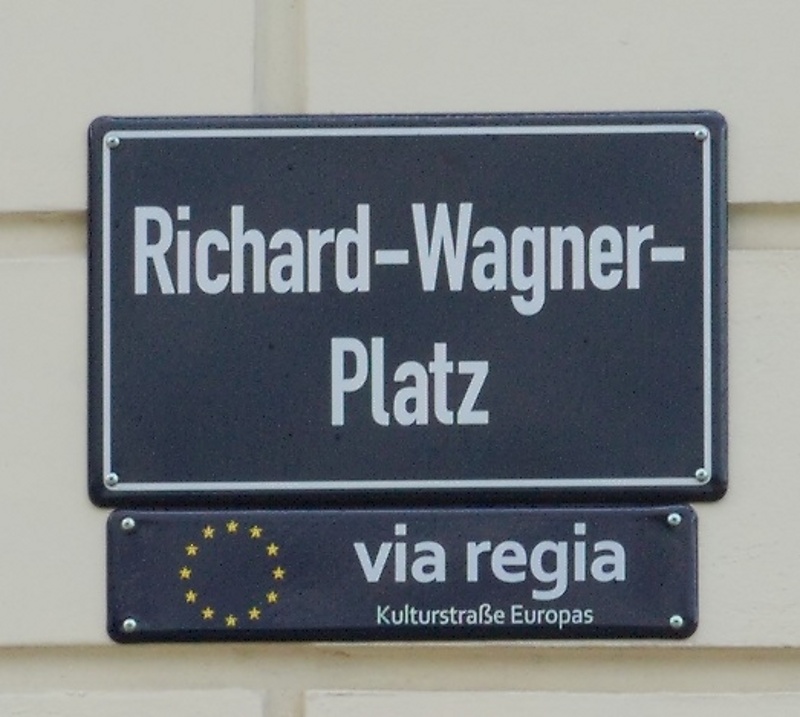 Richard-Wagner-
Platz
via regia
Kulturstraße Europas